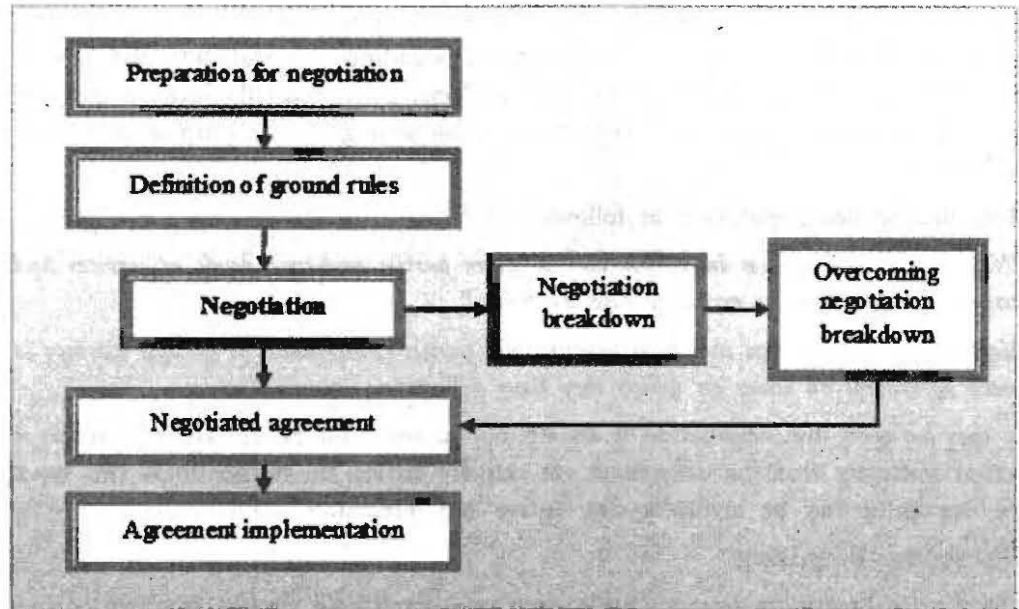 Preparation for negotiation
Definition of ground rules
Negotiation
Negotiation
breakdown
Overcoming
negotiation
breakdown
Negotiated agreement
Agreement implementation